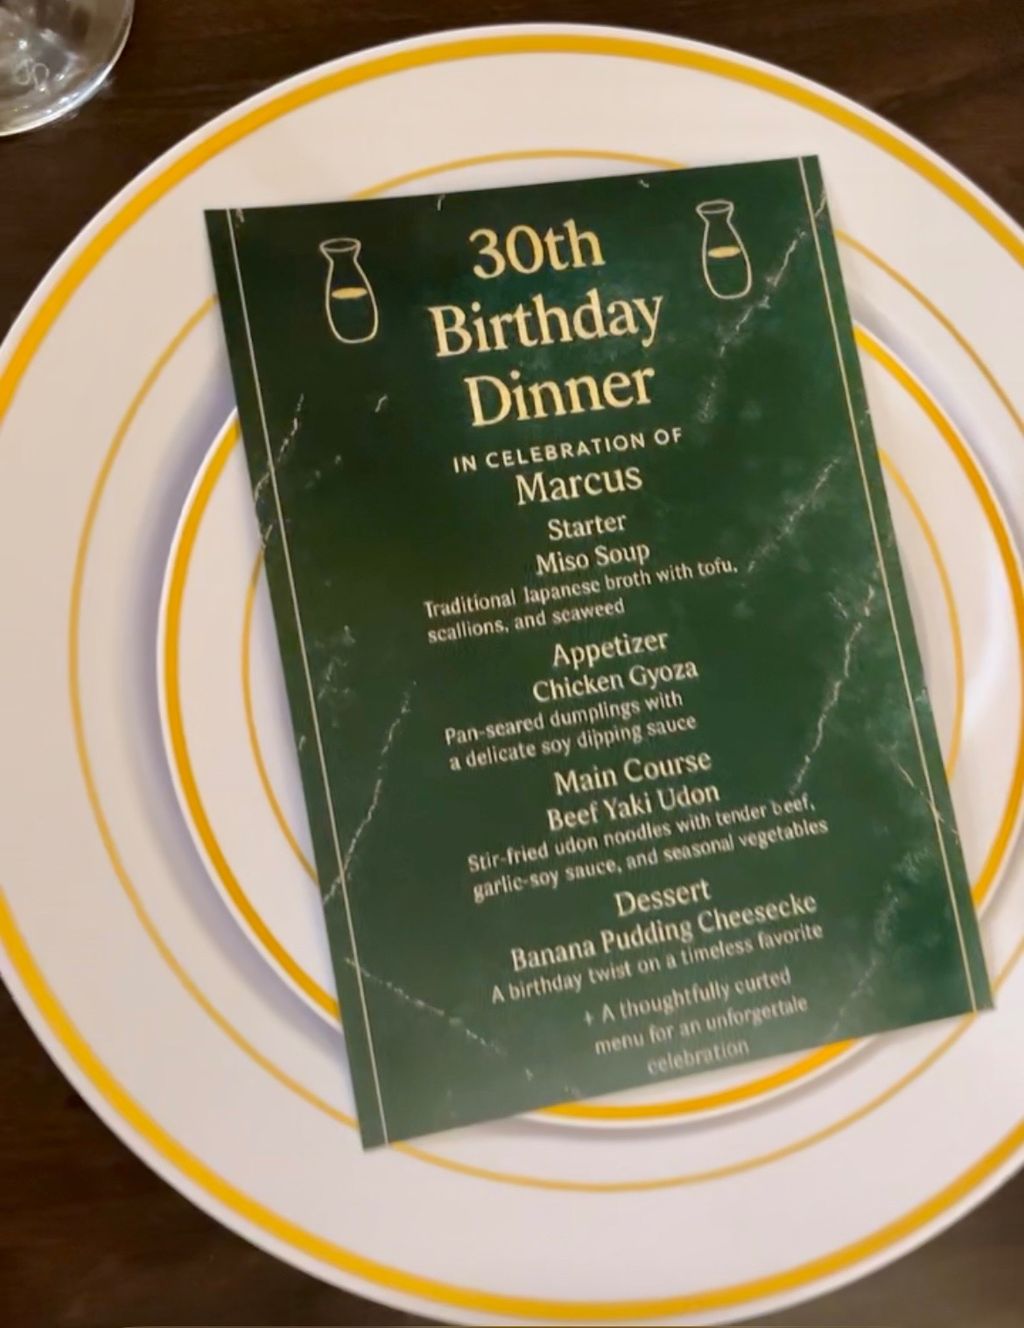 30th
Birthday
Dinner
IN CELEBRATION OF
Marcus
Starter
Miso Soup
Traditional Japanese broth with tofu,
scallions, and seaweed
Appetizer
Chicken Gyoza
Pan-seared dumplings with
a delicate soy dipping sauce
Main Course
Beef Yaki Udon
Stir-fried udon noodles with tender beef,
garlic-soy sauce, and seasonal vegetables
Dessert
Banana Pudding Cheesecke
A birthday twist on a timeless favorite
+ A thoughtfully curted
menu for an unforgertale
celebration